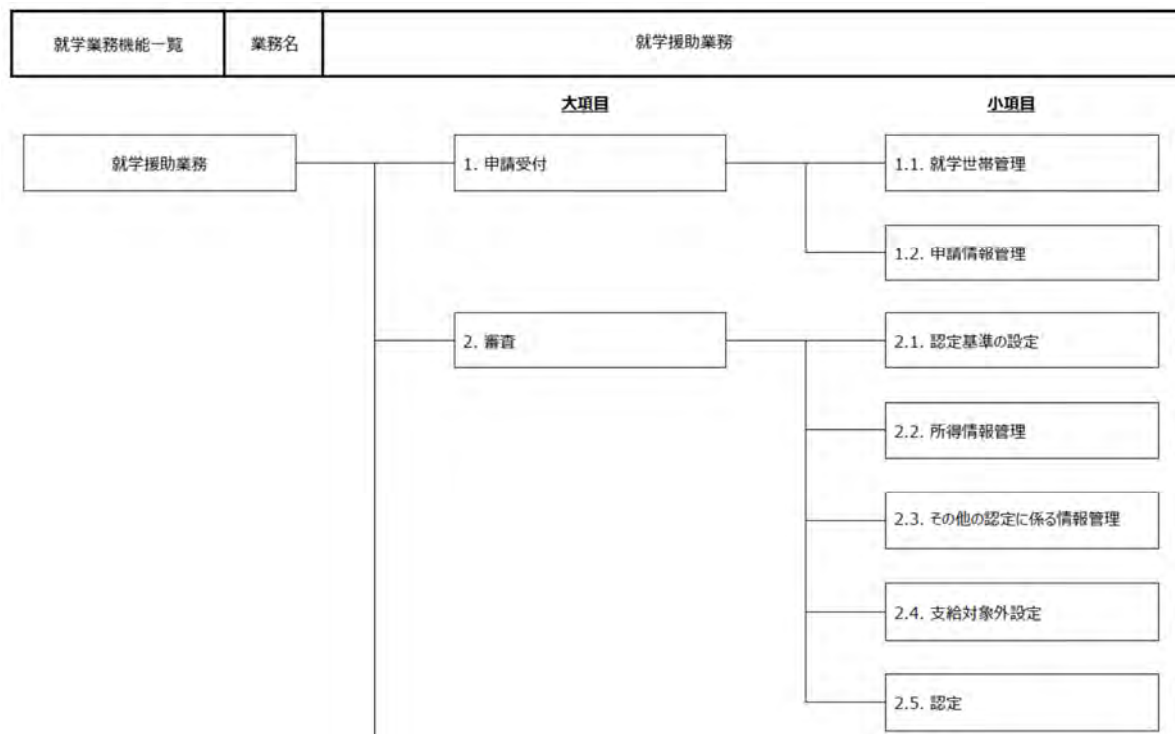 就学業務機能一覧 業務名 就学援助業務
大項目 小項目
就学援助業務 1. 申請受付 1.1. 就学世帯管理
1.2. 申請情報管理
2. 審査 2.1. 認定基準の設定
2.2. 所得情報管理
2.3. その他の認定に係る情報管理
2.4. 支給対象外設定
2.5. 認定